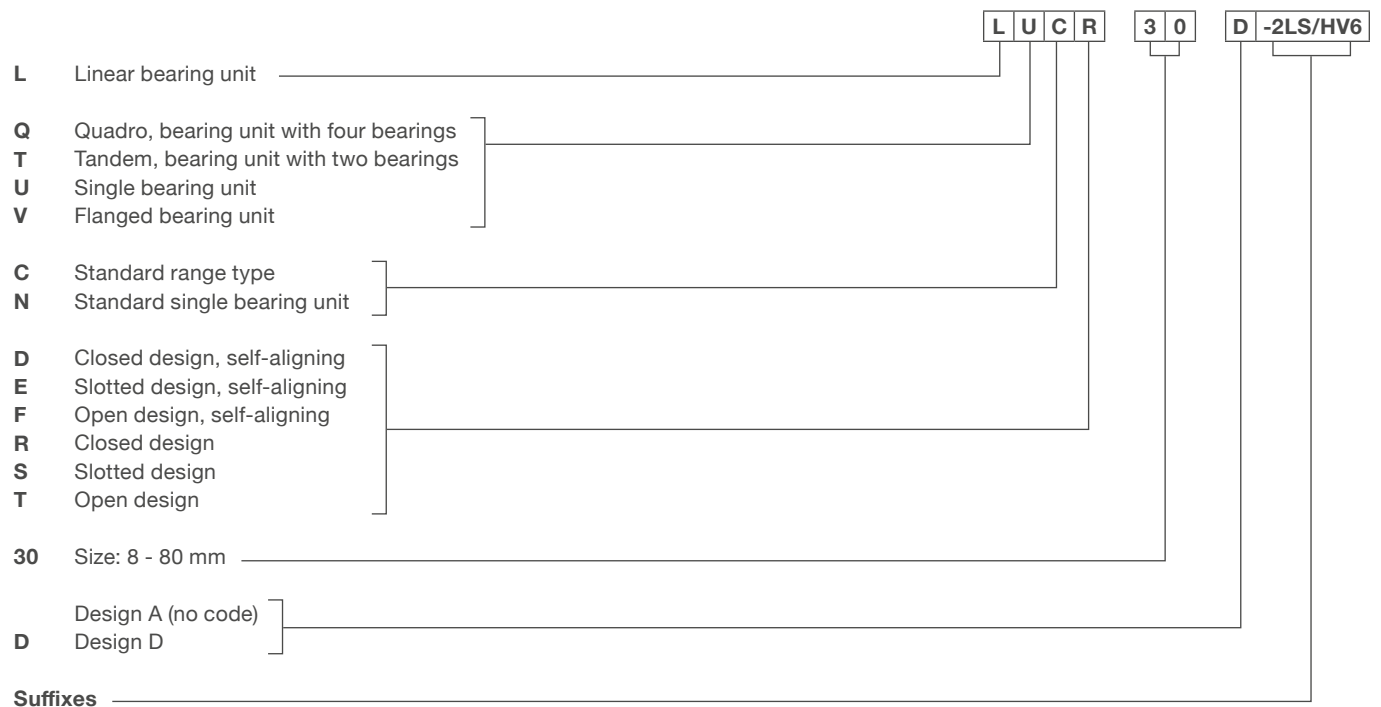 L U C R 3 0 D -2LS/HV6
L Linear bearing unit
Q Quadro, bearing unit with four bearings
T Tandem, bearing unit with two bearings
U Single bearing unit
V Flanged bearing unit
C Standard range type
N Standard single bearing unit
D Closed design, self-aligning
E Slotted design, self-aligning
F Open design, self-aligning
R Closed design
S Slotted design
T Open design
30 Size: 8 - 80 mm
Design A (no code)
D Design D
Suffixes